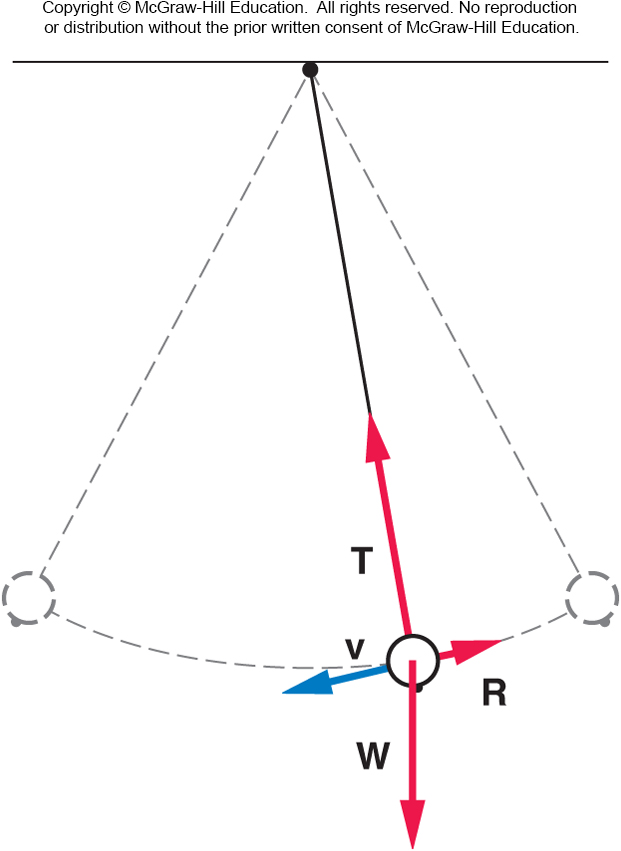 Copyright © McGraw-Hill Education.  All rights reserved. No reproduction
or distribution without the prior written consent of McGraw-Hill Education.
T
v
R
W